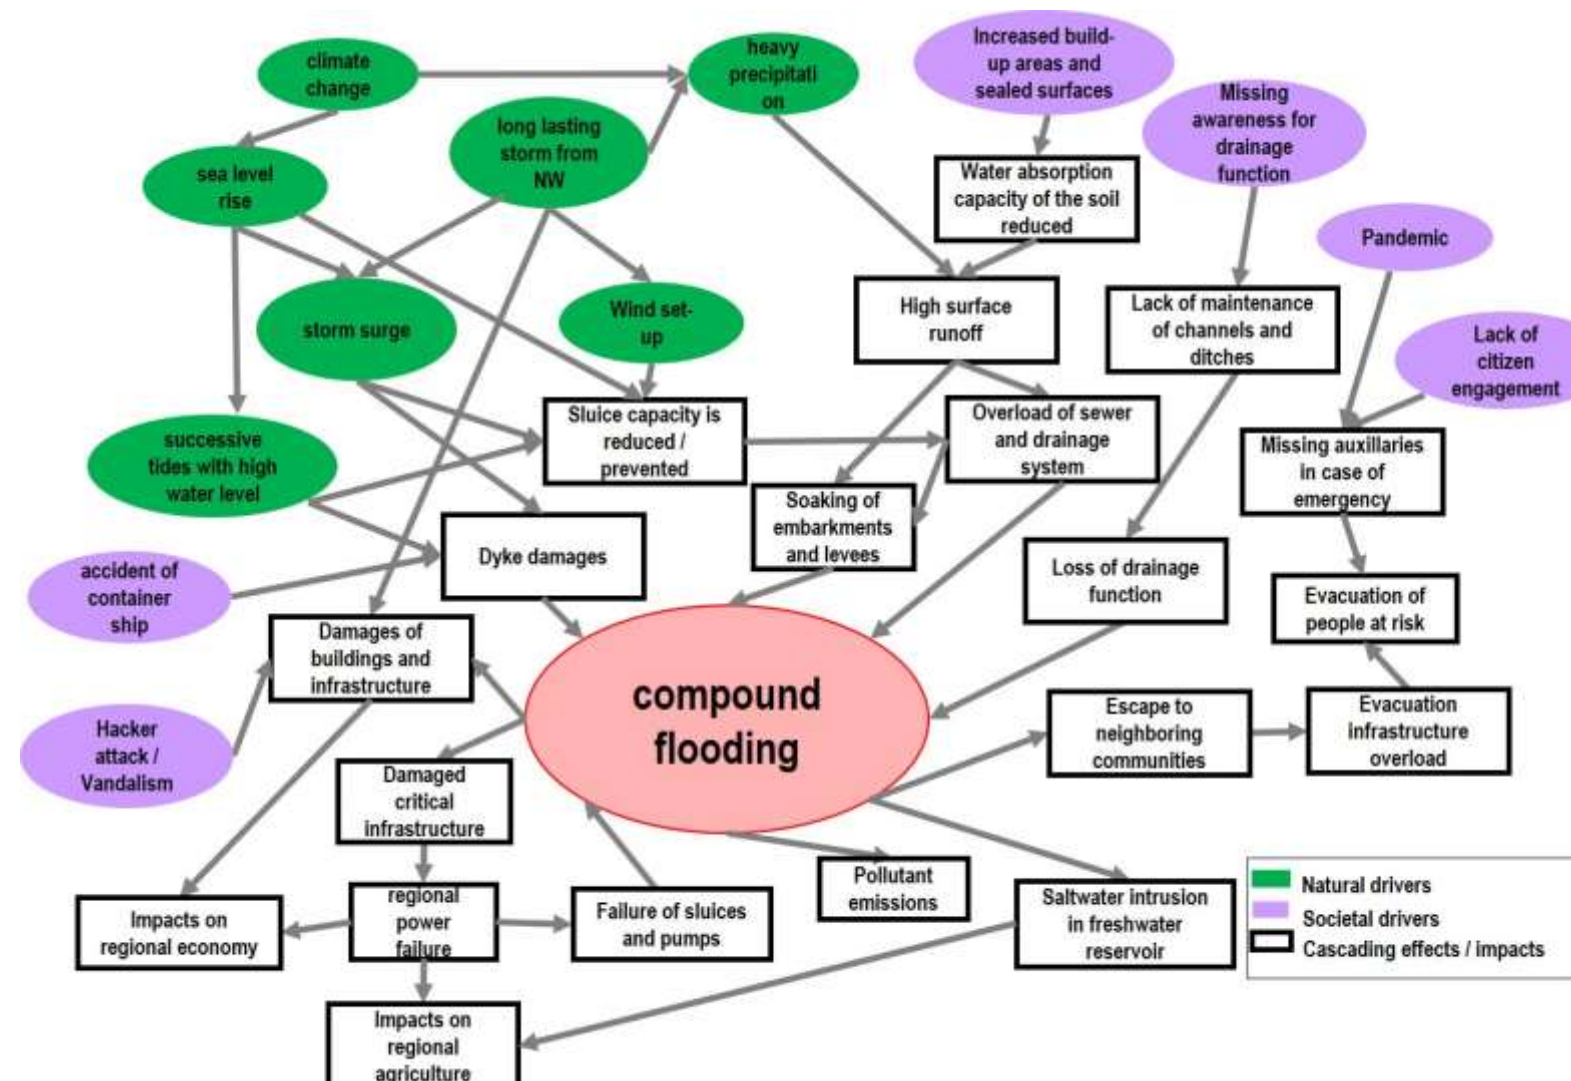 climate
change
heavy
precipitati
on
Increased build-
up areas and
sealed surfaces
Missing
awareness for
drainage
function
long lasting
storm from
NW
sea level
rise
Water absorption
capacity of the soil
reduced
Pandemic
storm surge
Wind set-
up
High surface
runoff
Lack of maintenance
of channels and
ditches
Lack of
citizen
engagement
successive
tides with high
water level
Sluice capacity is
reduced /
prevented
Overload of sewer
and drainage
system
Missing auxillaries
in case of
emergency
Soaking of
embarkments
and levees
Dyke damages
Loss of drainage
function
accident of
container
ship
Evacuation of
people at risk
Damages of
buildings and
infrastructure
compound
flooding
Escape to
neighboring
communities
Evacuation
infrastructure
overload
Hacker
attack /
Vandalism
Damaged
critical
infrastructure
Pollutant
emissions
Impacts on
regional economy
regional
power
failure
Failure of sluices
and pumps
Saltwater intrusion
in freshwater
reservoir
Natural drivers
Societal drivers
Cascading effects / impacts
Impacts on
regional
agriculture